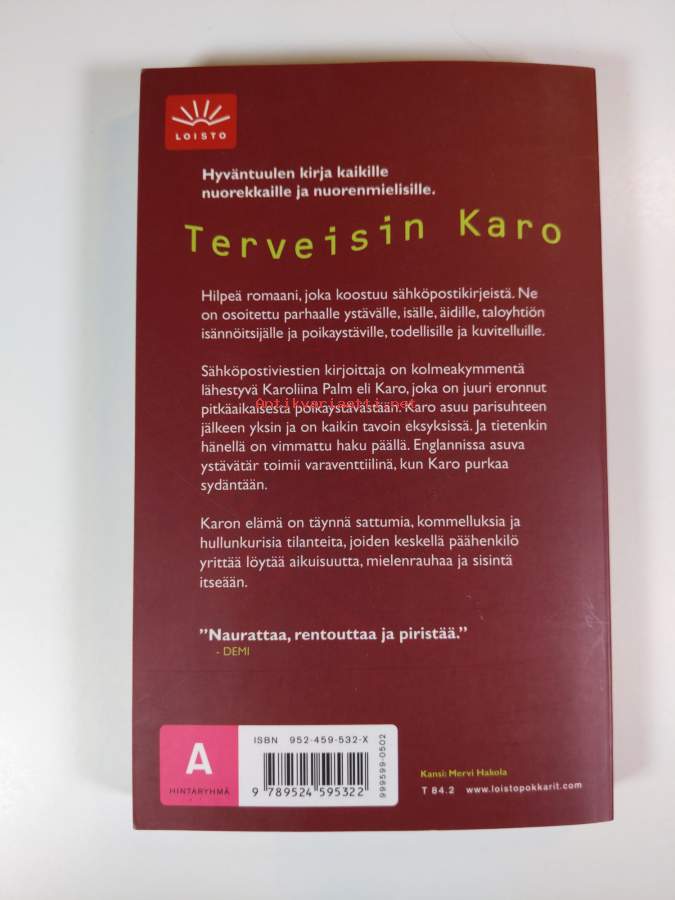 LOISTO
Hyväntuulen kirja kaikille
nuorekkaille ja nuorenmielisille.
Terveisin Karo
Hilpeä romaani, joka koostuu sähköpostikirjeistä. Ne
on osoitettu parhaalle ystävälle, isälle, äidille, taloyhtiön
isännöitsijälle ja poikaystäville, todellisille ja kuvitelluille.
Sähköpostiviestien kirjoittaja on kolmeakymmentä
lähestyvä Karoliina Palm eli Karo, joka on juuri eronnut
Antikvariaatti.net
pitkäaikaisesta poikaystävästään. Karo asuu parisuhteen
jälkeen yksin ja on kaikin tavoin eksyksissä. Ja tietenkin
hänellä on vimmattu haku päällä. Englannissa asuva
ystävätär toimii varaventtiilinä, kun Karo purkaa
sydäntään.
Karon elämä on täynnä sattumia, kommelluksia ja
hullunkurisia tilanteita, joiden keskellä päähenkilö
yrittää löytää aikuisuutta, mielenrauhaa ja sisintä
itseään.
”Naurattaa, rentouttaa ja piristää.”
- DEMI
A
HINTARYHMÄ
ISBN 952-459-532-X
9 789524 595322
999599-0502
Kansi: Mervi Hakola
T 84.2 www.loistopokkarit.com